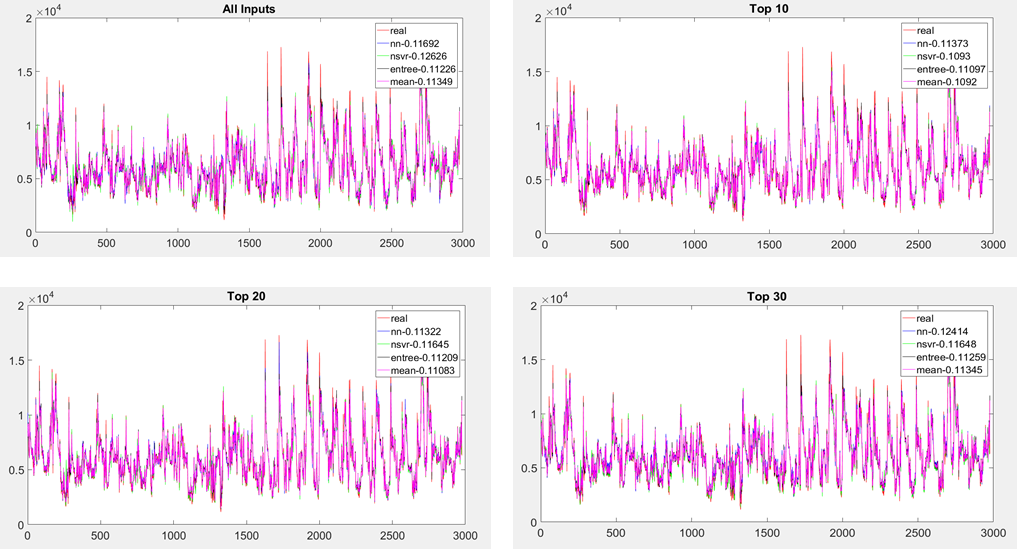 All Inputs
×10⁴
2
1.5
1
0.5
0
0 500 1000 1500 2000 2500 3000
real
nn-0.11692
nsvr-0.12626
entree-0.11226
mean-0.11349
Top 10
×10⁴
2
1.5
1
0.5
0
0 500 1000 1500 2000 2500 3000
real
nn-0.11373
nsvr-0.1093
entree-0.11097
mean-0.1092
Top 20
×10⁴
2
1.5
1
0.5
0
0 500 1000 1500 2000 2500 3000
real
nn-0.11322
nsvr-0.11645
entree-0.11209
mean-0.11083
Top 30
×10⁴
2
1.5
1
0.5
0
0 500 1000 1500 2000 2500 3000
real
nn-0.12414
nsvr-0.11648
entree-0.11259
mean-0.11345